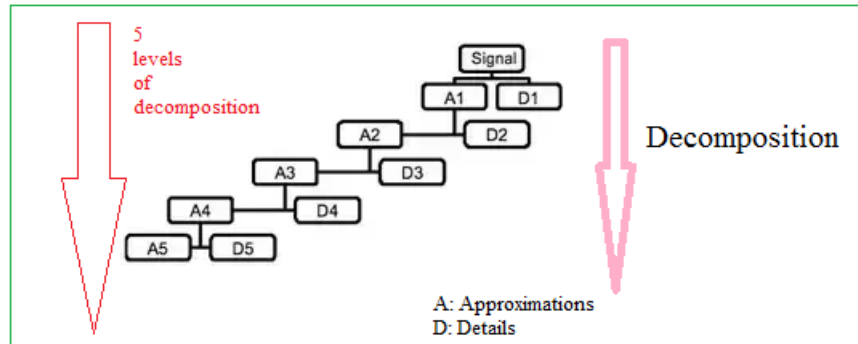 5
levels
of
decomposition
Signal
A1 D1
A2 D2
Decomposition
A3 D3
A4 D4
A5 D5
A: Approximations
D: Details